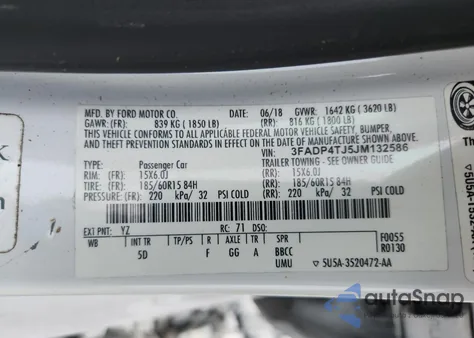 MFD. BY FORD MOTOR CO. DATE: 06/18 GVWR: 1642 KG ( 3620 LB)
GAWR: (FR): 839 KG ( 1850 LB) (RR): 816 KG ( 1800 LB)
THIS VEHICLE CONFORMS TO ALL APPLICABLE FEDERAL MOTOR VEHICLE SAFETY, BUMPER,
AND THEFT PREVENTION STANDARDS IN EFFECT ON THE DATE OF MANUFACTURE SHOWN ABOVE.
VIN: 3FADP4TJ5JM132586
TYPE: Passenger Car TRAILER TOWING - SEE OWNER GUIDE
RIM: (FR): 15X6.0J (RR): 15X6.0J
TIRE: (FR): 185/60R15 84H (RR): 185/60R15 84H
PRESSURE: (FR): 220 kPa/ 32 PSI COLD (RR): 220 kPa/ 32 PSI COLD
EXT PNT: YZ RC: 71 DSO: F0055
WB INT TR TP/PS R AXLE TR SPR R0130
5D F GG A BBCC
UMU 5U5A-3520472-AA
autoSnap